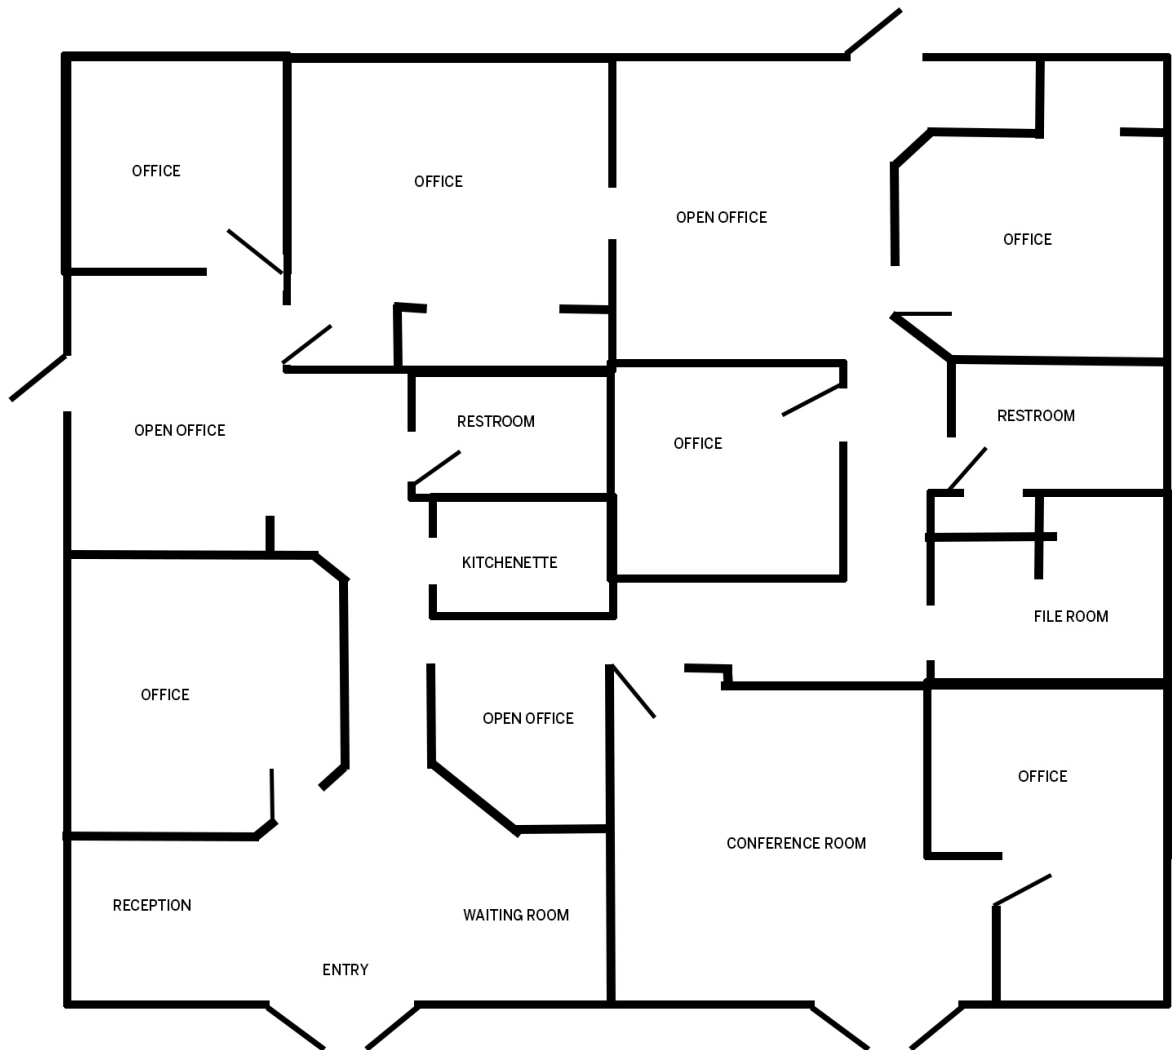 OFFICE
OFFICE
OPEN OFFICE
OFFICE
OPEN OFFICE
RESTROOM
OFFICE
RESTROOM
KITCHENETTE
FILE ROOM
OFFICE
OPEN OFFICE
OFFICE
CONFERENCE ROOM
RECEPTION
WAITING ROOM
ENTRY